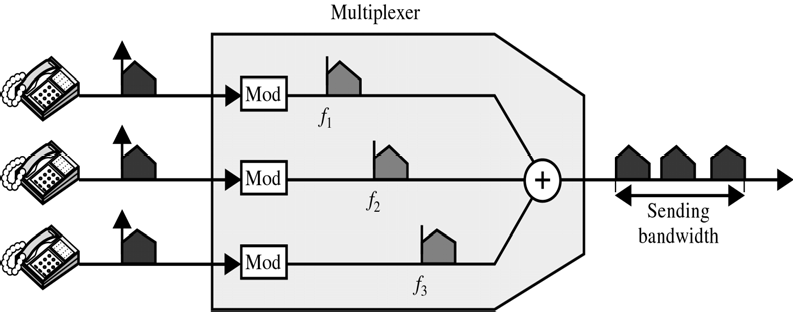 Multiplexer
Mod
f1
Mod
f2
+
Sending
bandwidth
Mod
f3